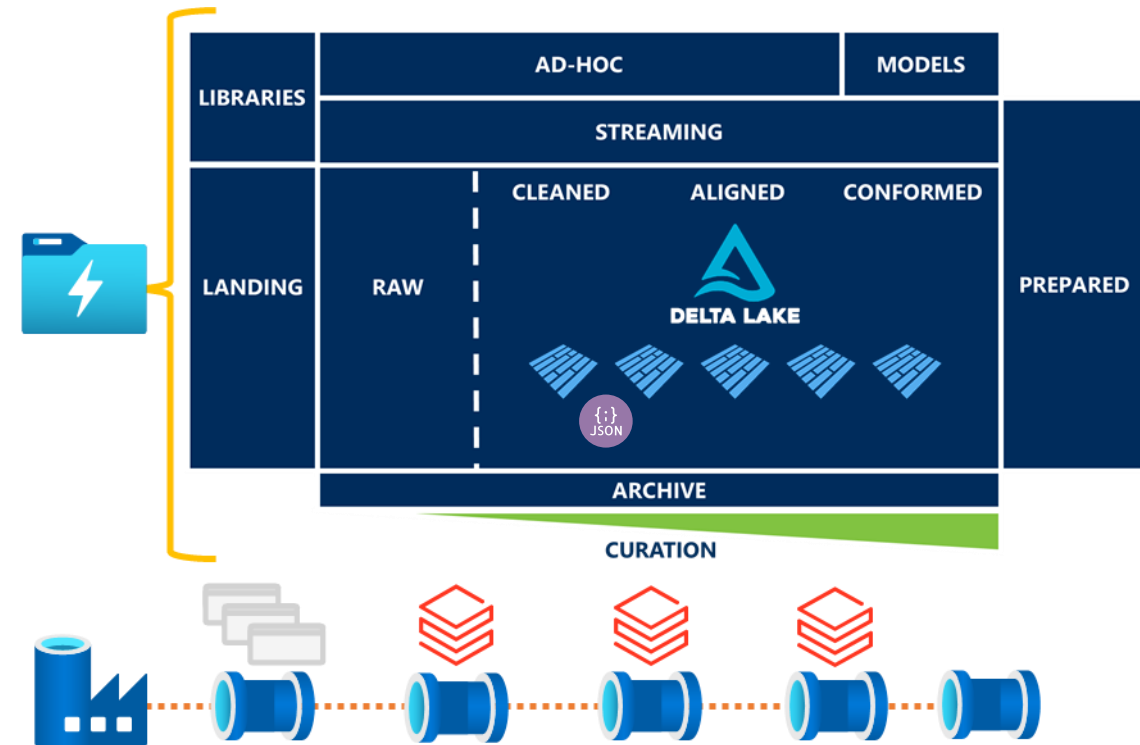 AD-HOC
MODELS
LIBRARIES
STREAMING
CLEANED
ALIGNED
CONFORMED
LANDING
RAW
PREPARED
DELTA LAKE
{;}
JSON
ARCHIVE
CURATION